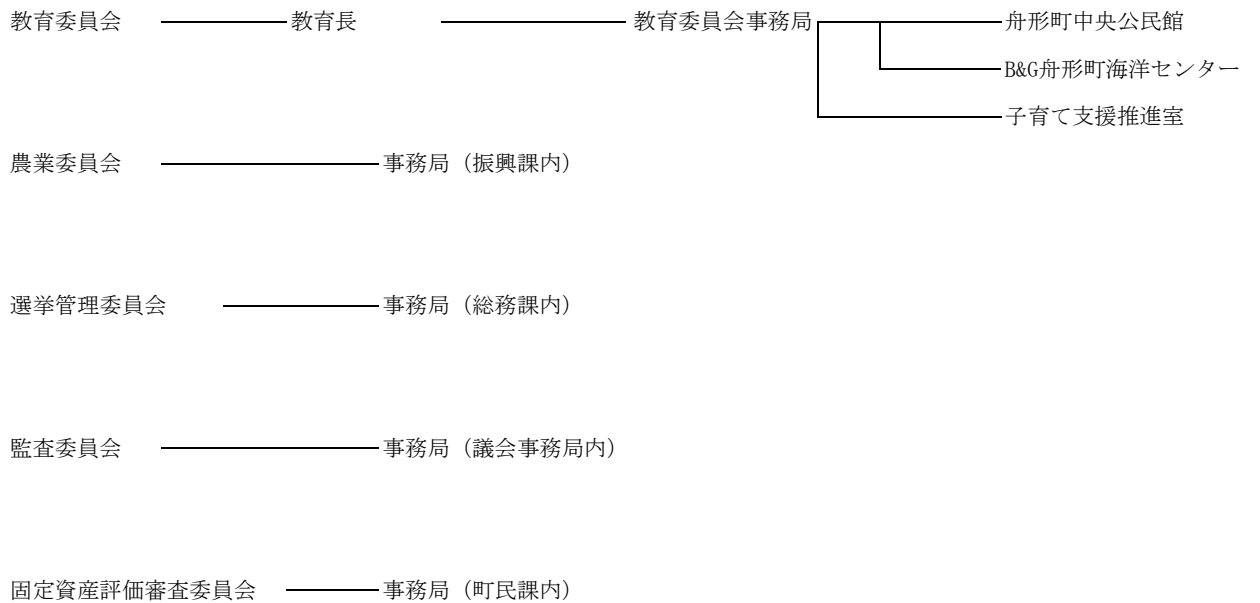 教育委員会 教育長 教育委員会事務局 舟形町中央公民館
B&G舟形町海洋センター
子育て支援推進室
農業委員会 事務局（振興課内）
選挙管理委員会 事務局（総務課内）
監査委員会 事務局（議会事務局内）
固定資産評価審査委員会 事務局（町民課内）